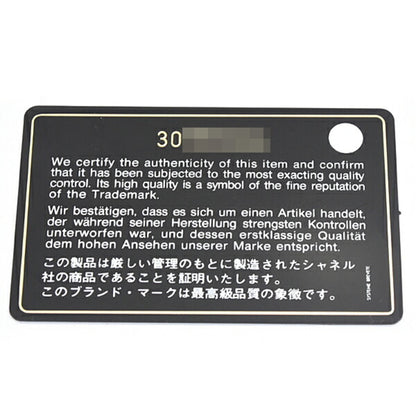 30
We certify the authenticity of this item and confirm
that it has been subjected to the most exacting quality
control. Its high quality is a symbol of the fine reputation
of the Trademark.
Wir bestätigen, dass es sich um einen Artikel handelt,
der während seiner Herstellung strengsten Kontrollen
unterworfen war, und dessen erstklassige Qualität
dem hohen Ansehen unserer Marke entspricht.
この製品は厳しい管理のもとに製造されたシャネル
社の商品であることを証明いたします。
このブランド・マークは最高級品質の象徴です。